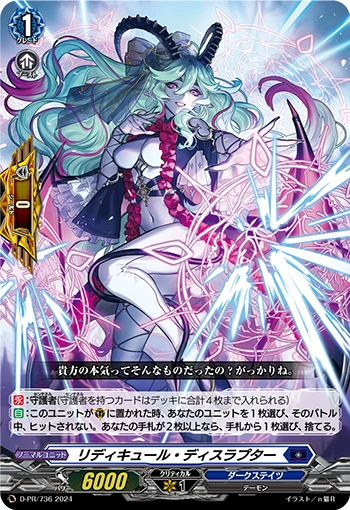 1
グレード
ブースト
シールド
0
貴方の本気ってそんなものだったの?がっかりね。
永:守護者(守護者を持つカードはデッキに合計4枚まで入れられる)
自:このユニットが(G)に置かれた時、あなたのユニットを1枚選び、そのバトル
中、ヒットされない。あなたの手札が2枚以上なら、手札から1枚選び、捨てる。
ノーマルユニット
リディキュール・ディスラプター
パワー 6000
クリティカル
1
ダークステイツ
デーモン
D-PR/736 2024
イラスト/n猫R